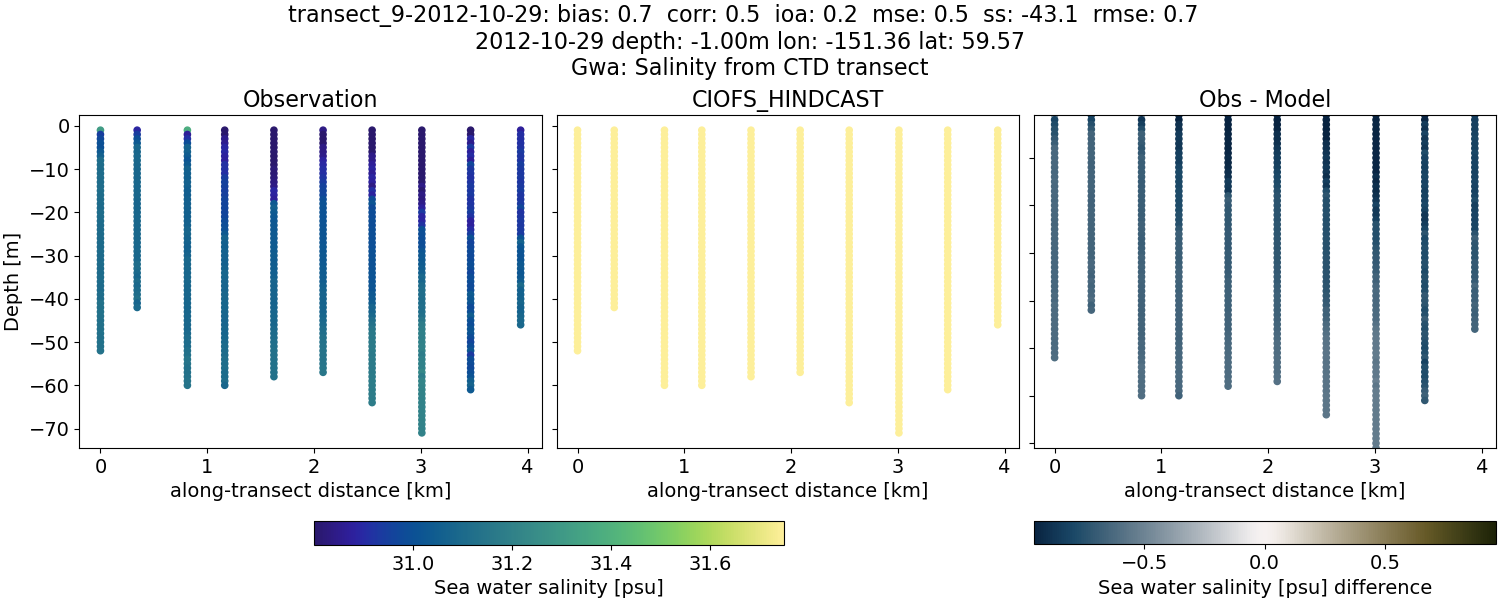 transect_9-2012-10-29: bias: 0.7  corr: 0.5  ioa: 0.2  mse: 0.5  ss: -43.1  rmse: 0.7
2012-10-29 depth: -1.00m lon: -151.36 lat: 59.57
Gwa: Salinity from CTD transect
Observation
CIOFS_HINDCAST
Obs - Model
Depth [m]
0
−10
−20
−30
−40
−50
−60
−70
0 1 2 3 4
0 1 2 3 4
0 1 2 3 4
along-transect distance [km]
along-transect distance [km]
along-transect distance [km]
31.0 31.2 31.4 31.6
Sea water salinity [psu]
−0.5 0.0 0.5
Sea water salinity [psu] difference